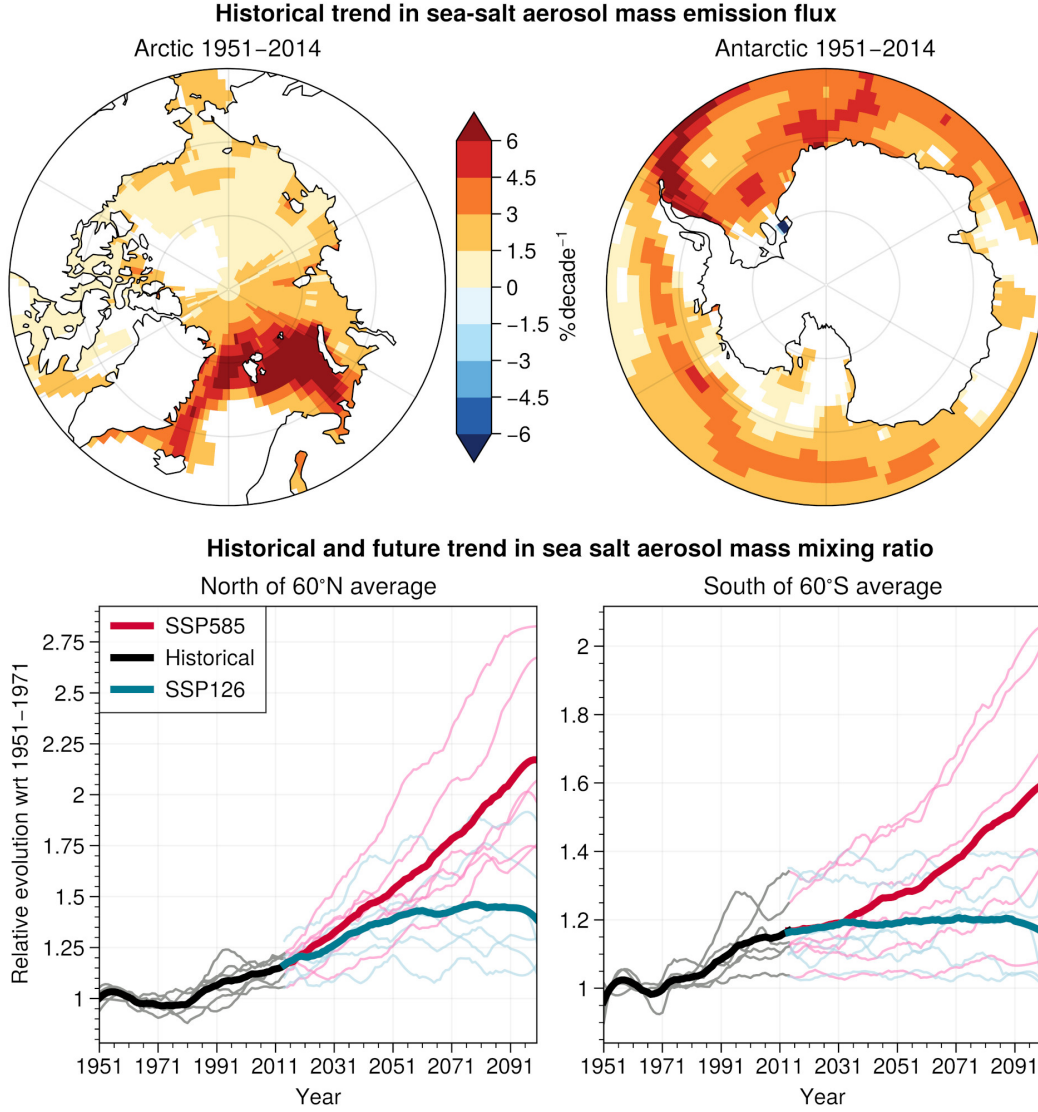 Historical trend in sea-salt aerosol mass emission flux
Arctic 1951−2014
Antarctic 1951−2014
6
4.5
3
1.5
0
−1.5
−3
−4.5
−6
%decade⁻¹
Historical and future trend in sea salt aerosol mass mixing ratio
North of 60°N average
South of 60°S average
SSP585
Historical
SSP126
Relative evolution wrt 1951−1971
2.75
2.5
2.25
2
1.75
1.5
1.25
1
1951 1971 1991 2011 2031 2051 2071 2091
Year
2
1.8
1.6
1.4
1.2
1
1951 1971 1991 2011 2031 2051 2071 2091
Year